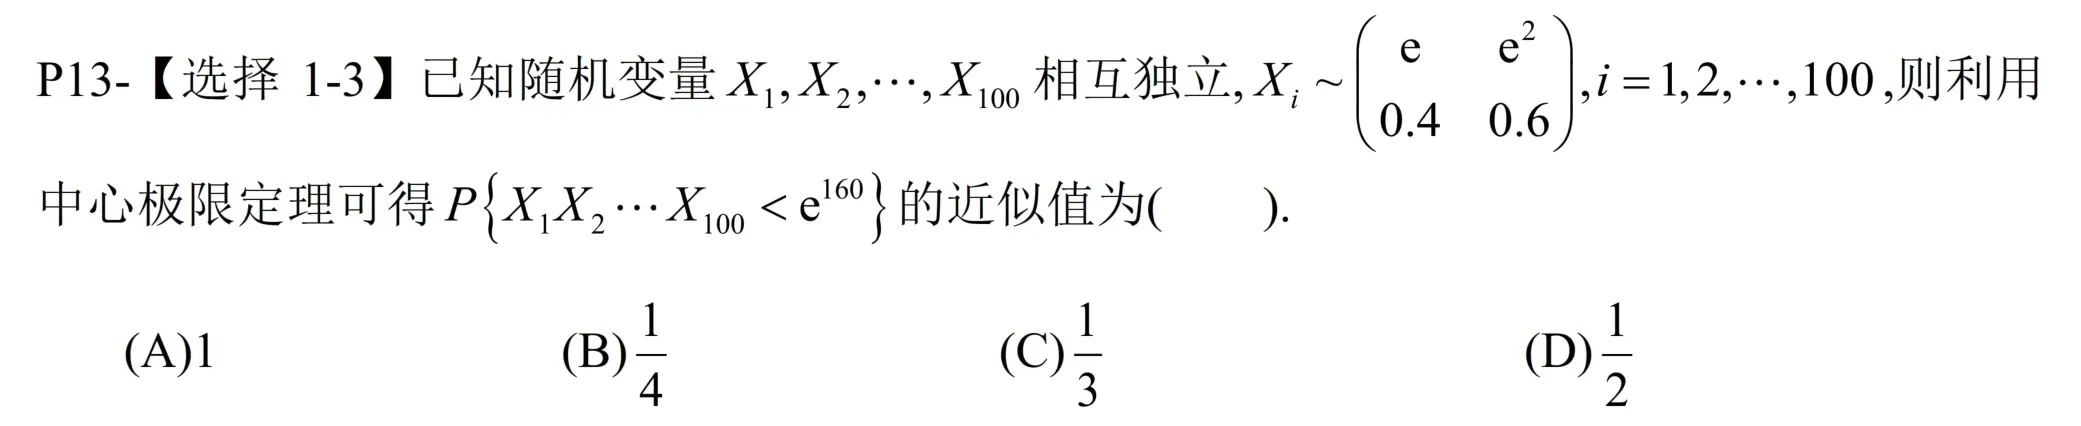 P13-【选择 1-3】已知随机变量 $X_1, X_2, \cdots, X_{100}$ 相互独立, $X_i \sim \begin{pmatrix} \mathrm{e} & \mathrm{e}^2 \\ 0.4 & 0.6 \end{pmatrix}, i = 1, 2, \cdots, 100$ ,则利用
中心极限定理可得 $P\{X_1 X_2 \cdots X_{100} < \mathrm{e}^{160}\}$ 的近似值为( ).
(A)1 (B) $\frac{1}{4}$ (C) $\frac{1}{3}$ (D) $\frac{1}{2}$